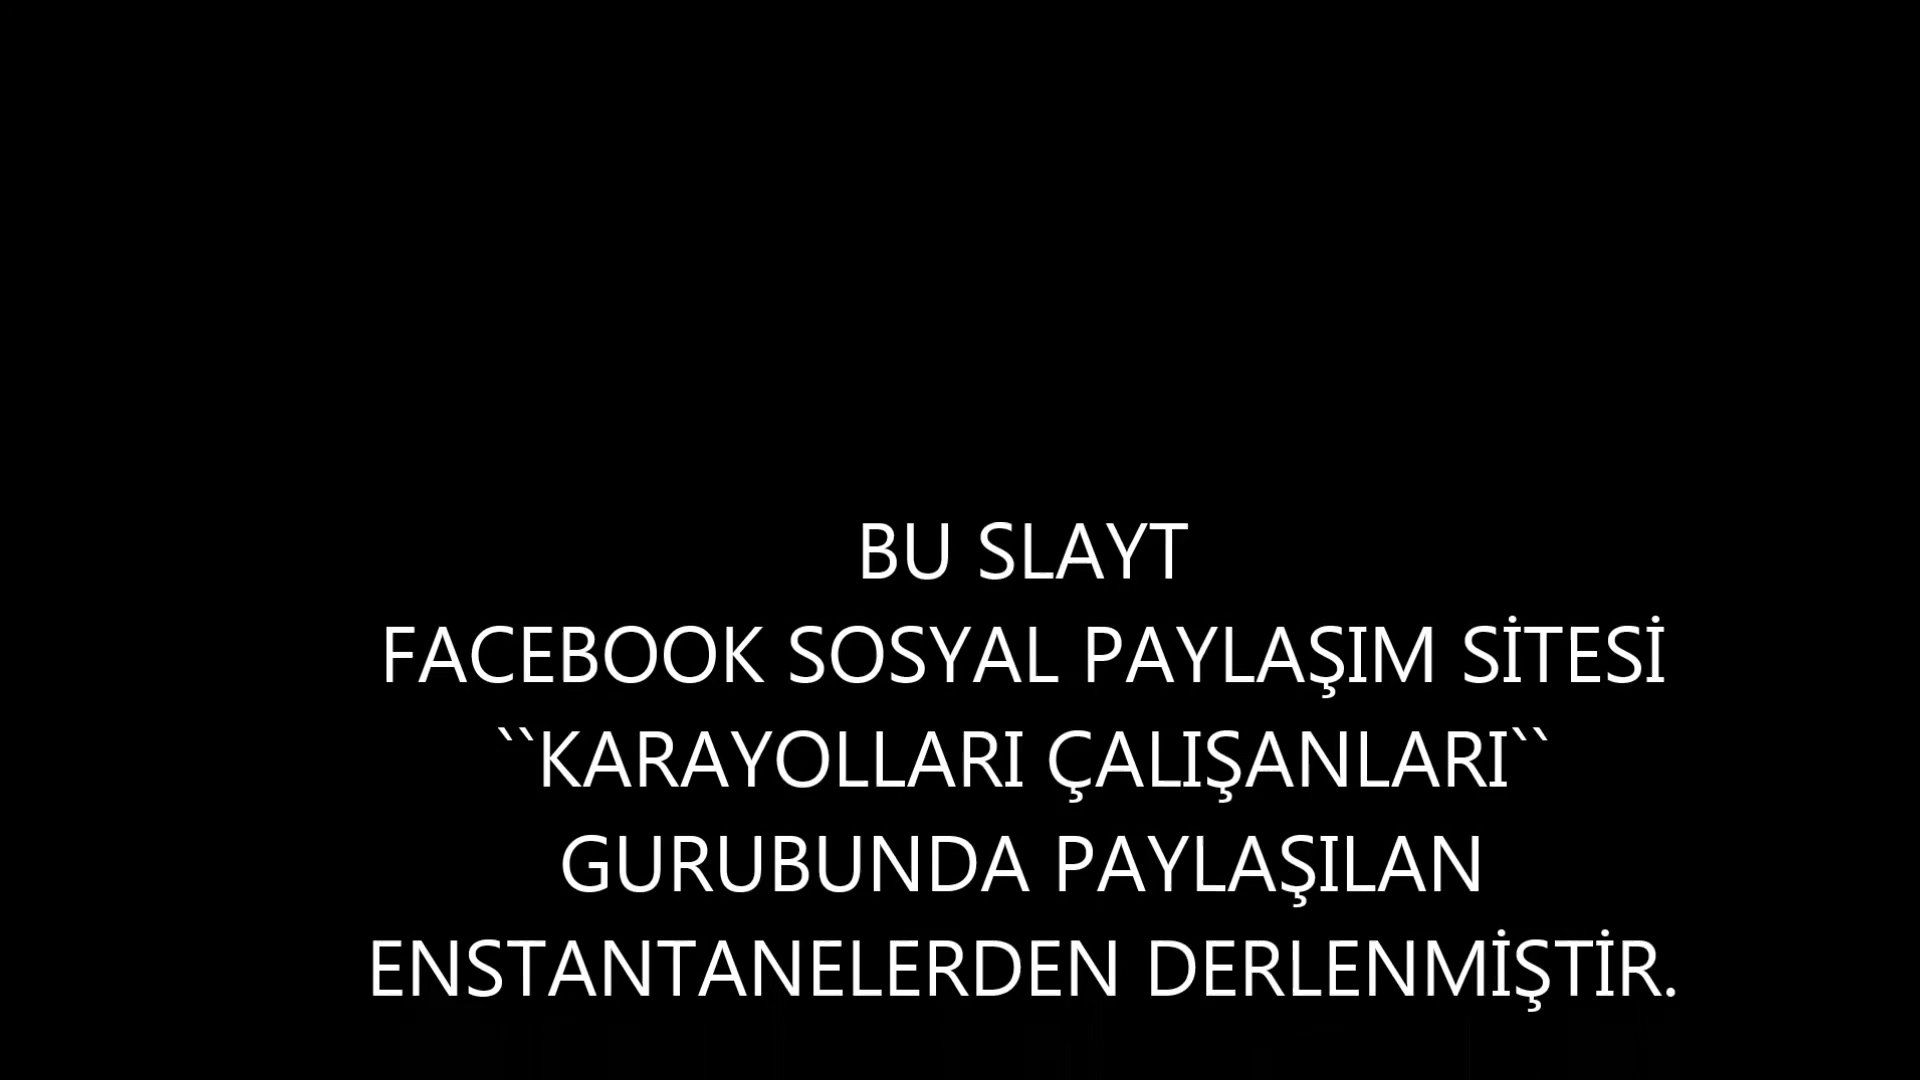 BU SLAYT
FACEBOOK SOSYAL PAYLAŞIM SİTESİ
``KARAYOLLARI ÇALIŞANLARI``
GURUBUNDA PAYLAŞILAN
ENSTANTANELERDEN DERLENMİŞTİR.